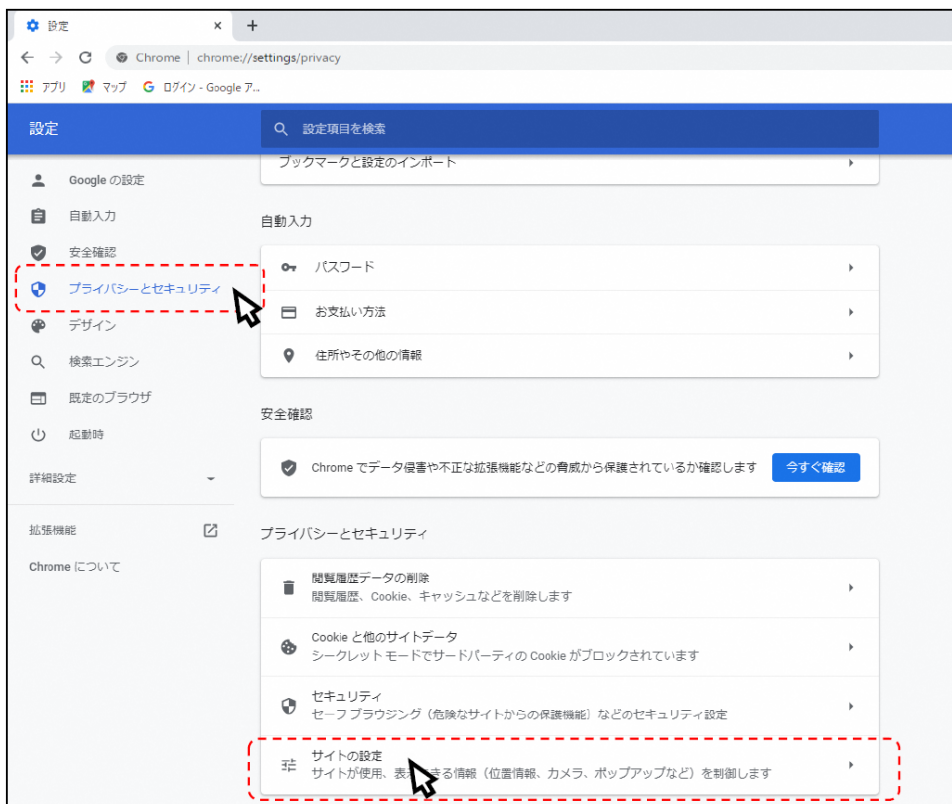 設定
Chrome | chrome://settings/privacy
アプリ マップ ログイン - Google ア...
設定
設定項目を検索
Google の設定
自動入力
安全確認
プライバシーとセキュリティ
デザイン
検索エンジン
既定のブラウザ
起動時
詳細設定
拡張機能
Chrome について
ブックマークと設定のインポート
自動入力
パスワード
お支払い方法
住所やその他の情報
安全確認
Chrome でデータ侵害や不正な拡張機能などの脅威から保護されているか確認します 今すぐ確認
プライバシーとセキュリティ
閲覧履歴データの削除
閲覧履歴、Cookie、キャッシュなどを削除します
Cookie と他のサイトデータ
シークレット モードでサードパーティの Cookie がブロックされています
セキュリティ
セーフ ブラウジング（危険なサイトからの保護機能）などのセキュリティ設定
サイトの設定
サイトが使用、表 きる情報（位置情報、カメラ、ポップアップなど）を制御します